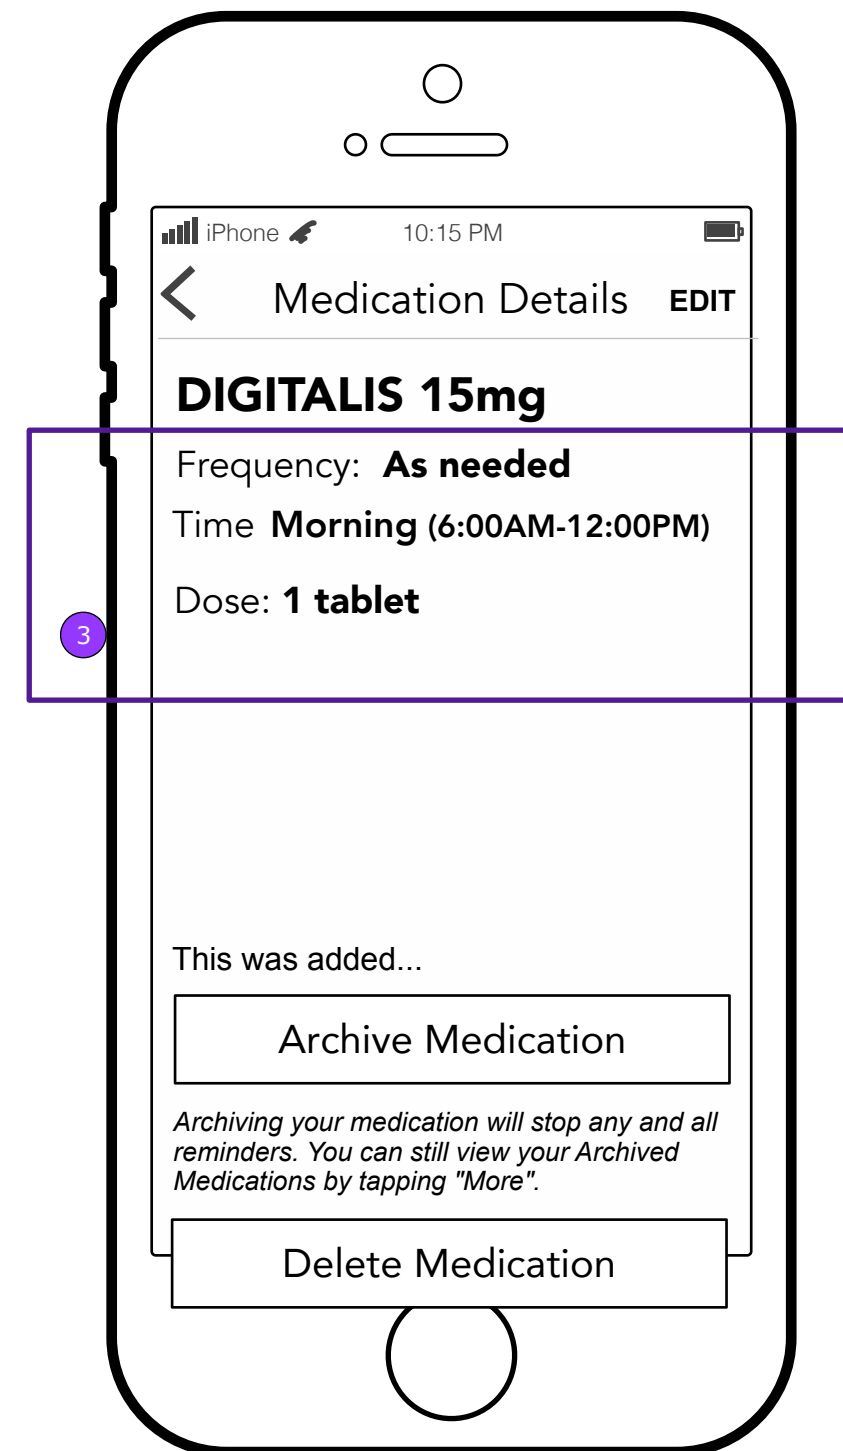 iPhone 10:15 PM
Medication Details EDIT
DIGITALIS 15mg
Frequency: As needed
Time Morning (6:00AM-12:00PM)
Dose: 1 tablet
3
This was added...
Archive Medication
Archiving your medication will stop any and all
reminders. You can still view your Archived
Medications by tapping "More".
Delete Medication